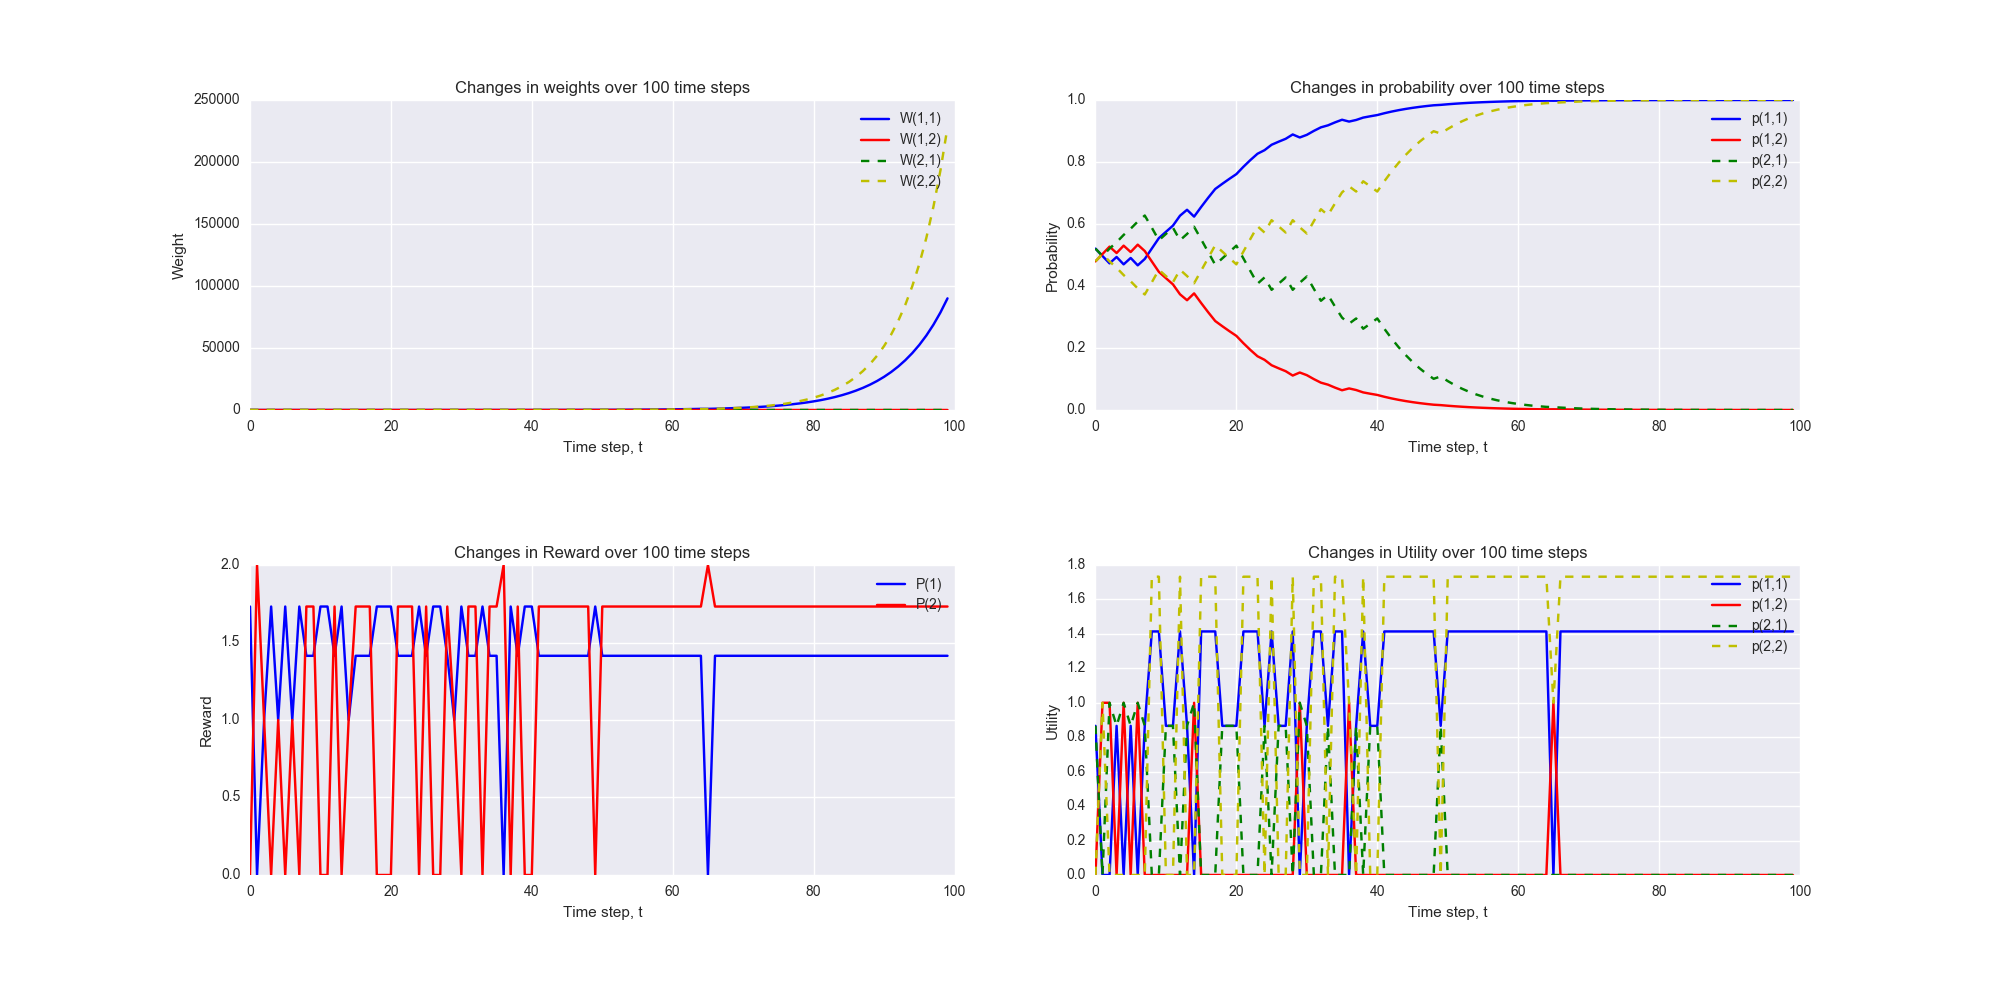 Changes in weights over 100 time steps
250000
200000
150000
100000
50000
0
Weight
0 20 40 60 80 100
Time step, t
W(1,1)
W(1,2)
W(2,1)
W(2,2)
Changes in probability over 100 time steps
1.0
0.8
0.6
0.4
0.2
0.0
Probability
0 20 40 60 80 100
Time step, t
p(1,1)
p(1,2)
p(2,1)
p(2,2)
Changes in Reward over 100 time steps
2.0
1.5
1.0
0.5
0.0
Reward
0 20 40 60 80 100
Time step, t
P(1)
P(2)
Changes in Utility over 100 time steps
1.8
1.6
1.4
1.2
1.0
0.8
0.6
0.4
0.2
0.0
Utility
0 20 40 60 80 100
Time step, t
p(1,1)
p(1,2)
p(2,1)
p(2,2)